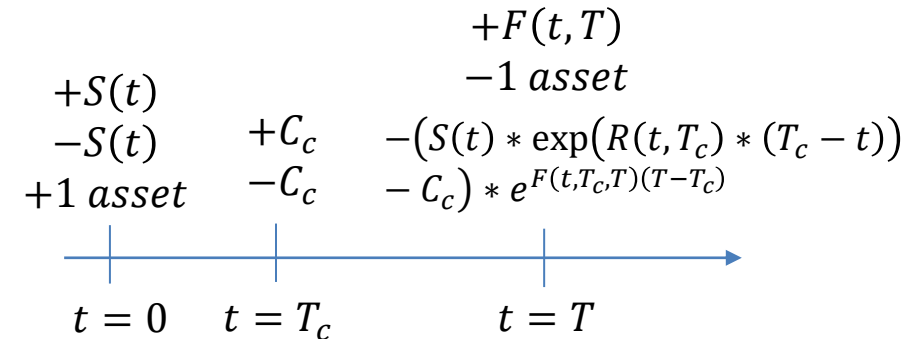 +S(t)
−S(t)
+1 asset
+C_c
−C_c
+F(t, T)
−1 asset
−(S(t) ∗ exp(R(t, T_c) ∗ (T_c − t))
− C_c) ∗ e^{F(t,T_c,T)(T−T_c)}
t = 0
t = T_c
t = T